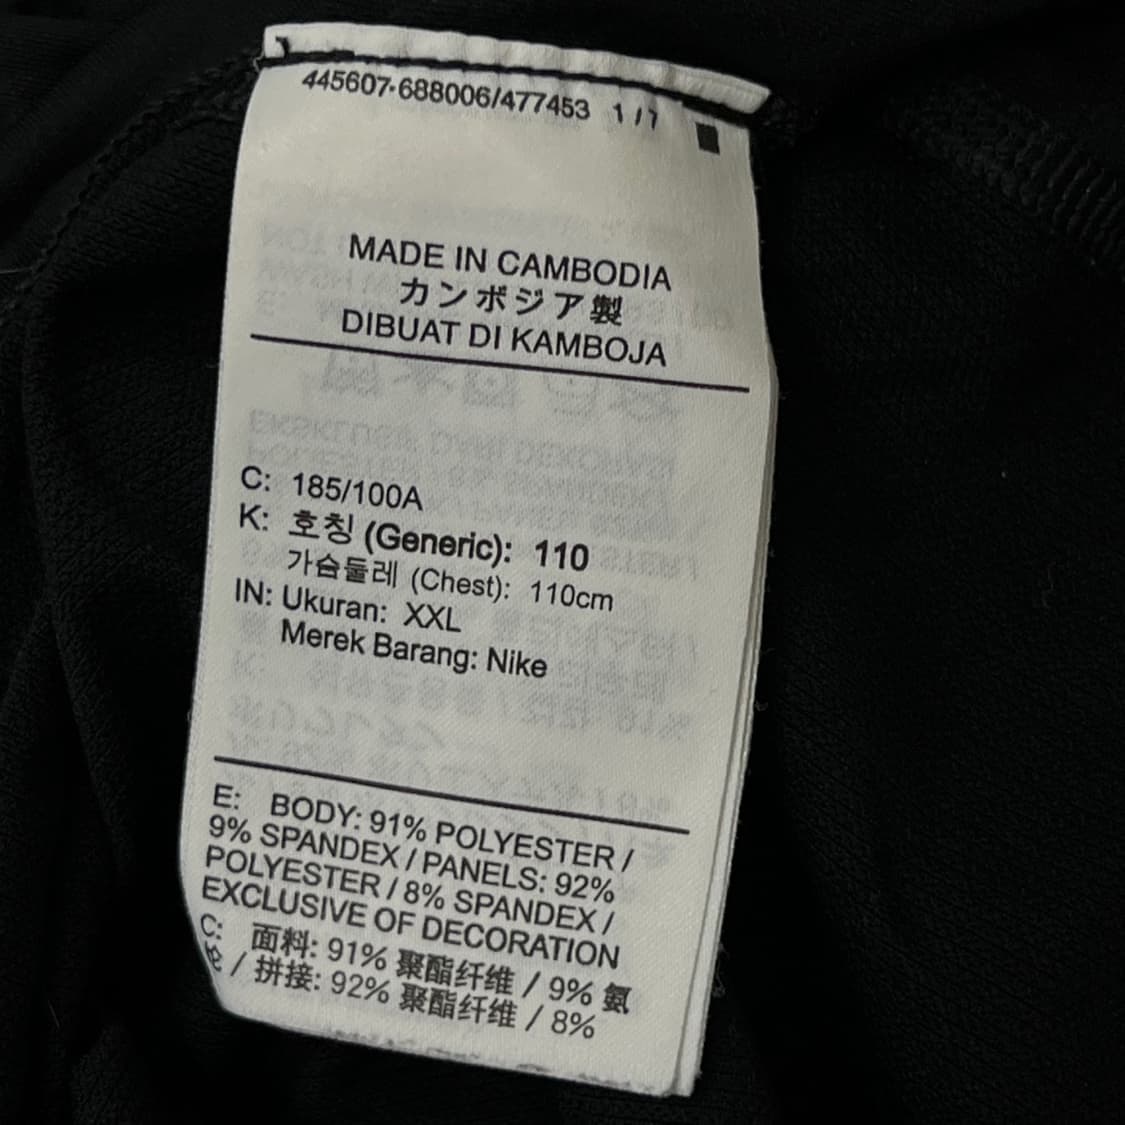 445607-688006/477453 1 / 1
MADE IN CAMBODIA
カンボジア製
DIBUAT DI KAMBOJA
C: 185/100A
K: 호칭 (Generic): 110
가슴둘레 (Chest): 110cm
IN: Ukuran: XXL
Merek Barang: Nike
E: BODY: 91% POLYESTER /
9% SPANDEX / PANELS: 92%
POLYESTER / 8% SPANDEX /
EXCLUSIVE OF DECORATION
C: 面料: 91% 聚酯纤维 / 9% 氨
/ 拼接: 92% 聚酯纤维 / 8%